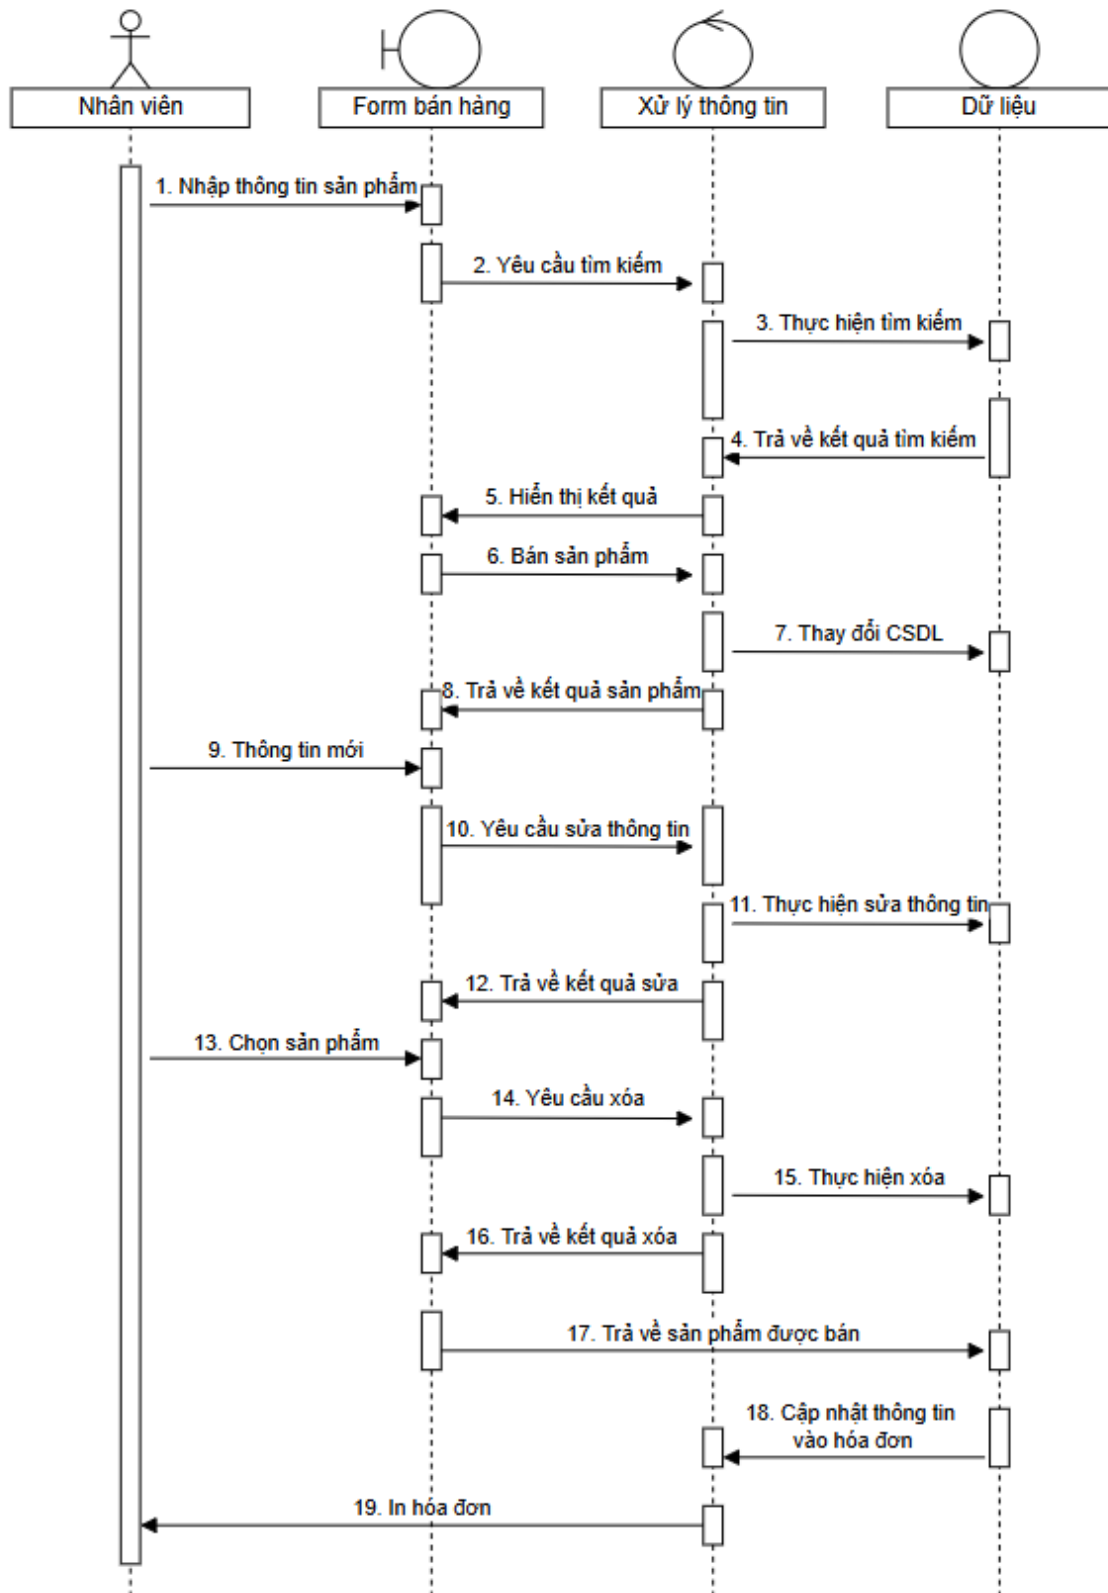 Nhân viên
Form bán hàng
Xử lý thông tin
Dữ liệu
1. Nhập thông tin sản phẩm
2. Yêu cầu tìm kiếm
3. Thực hiện tìm kiếm
4. Trả về kết quả tìm kiếm
5. Hiển thị kết quả
6. Bán sản phẩm
7. Thay đổi CSDL
8. Trả về kết quả sản phẩm
9. Thông tin mới
10. Yêu cầu sửa thông tin
11. Thực hiện sửa thông tin
12. Trả về kết quả sửa
13. Chọn sản phẩm
14. Yêu cầu xóa
15. Thực hiện xóa
16. Trả về kết quả xóa
17. Trả về sản phẩm được bán
18. Cập nhật thông tin
vào hóa đơn
19. In hóa đơn